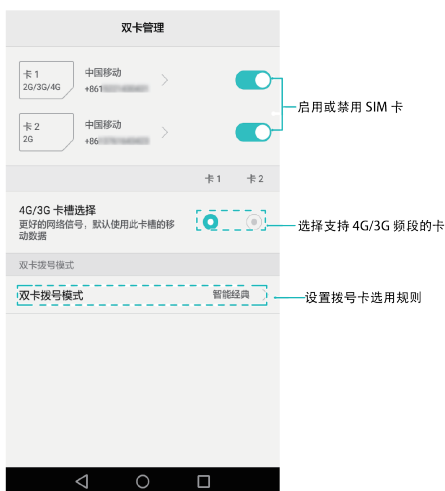 双卡管理
卡 1
2G/3G/4G
中国移动
+861
卡 2
2G
中国移动
+86
启用或禁用 SIM 卡
卡 1 卡 2
4G/3G 卡槽选择
更好的网络信号，默认使用此卡槽的移
动数据
选择支持 4G/3G 频段的卡
双卡拨号模式
双卡拨号模式 智能经典
设置拨号卡选用规则